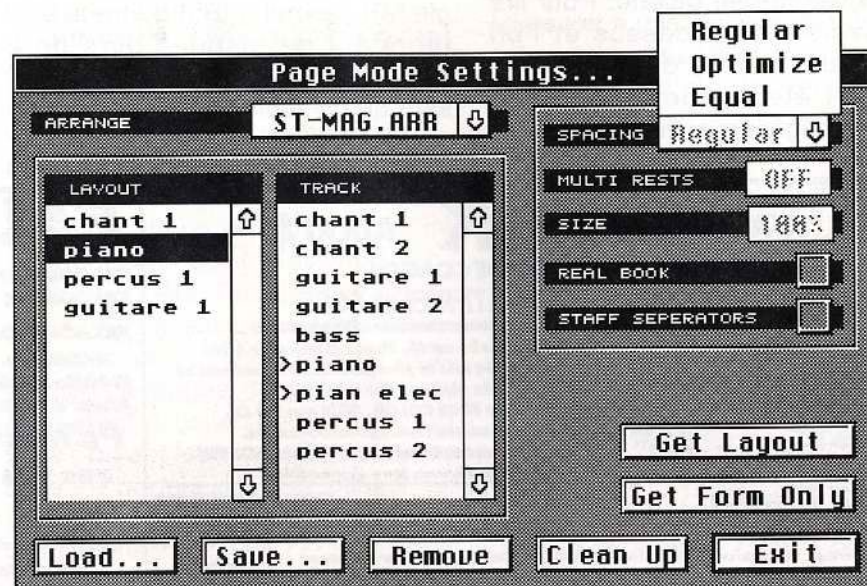 Regular
Optimize
Equal
Page Mode Settings...
ARRANGE
ST-MAG.ARR
SPACING Regular
MULTI RESTS OFF
SIZE 100%
REAL BOOK
STAFF SEPERATORS
LAYOUT
chant 1
piano
percus 1
guitare 1
TRACK
chant 1
chant 2
guitare 1
guitare 2
bass
>piano
>pian elec
percus 1
percus 2
Get Layout
Get Form Only
Load...
Save...
Remove
Clean Up
Exit